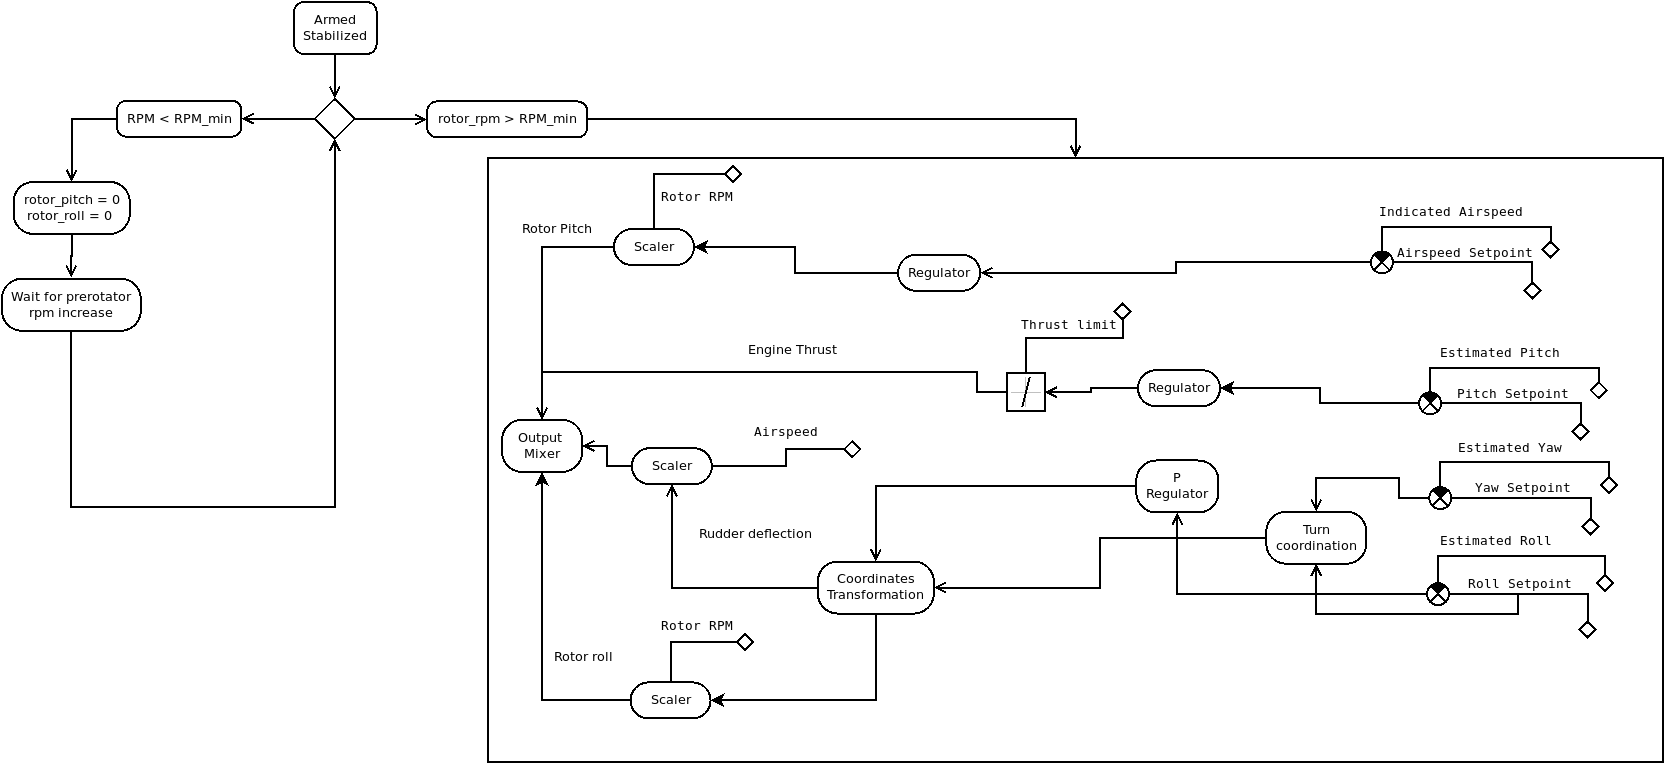 Armed
Stabilized
RPM < RPM_min
rotor_rpm > RPM_min
rotor_pitch = 0
rotor_roll = 0
Wait for prerotator
rpm increase
Rotor RPM
Rotor Pitch
Scaler
Regulator
Indicated Airspeed
Airspeed Setpoint
Thrust limit
Engine Thrust
Regulator
Estimated Pitch
Pitch Setpoint
Output
Mixer
Airspeed
Scaler
P
Regulator
Estimated Yaw
Yaw Setpoint
Rudder deflection
Turn
coordination
Estimated Roll
Roll Setpoint
Coordinates
Transformation
Rotor RPM
Rotor roll
Scaler